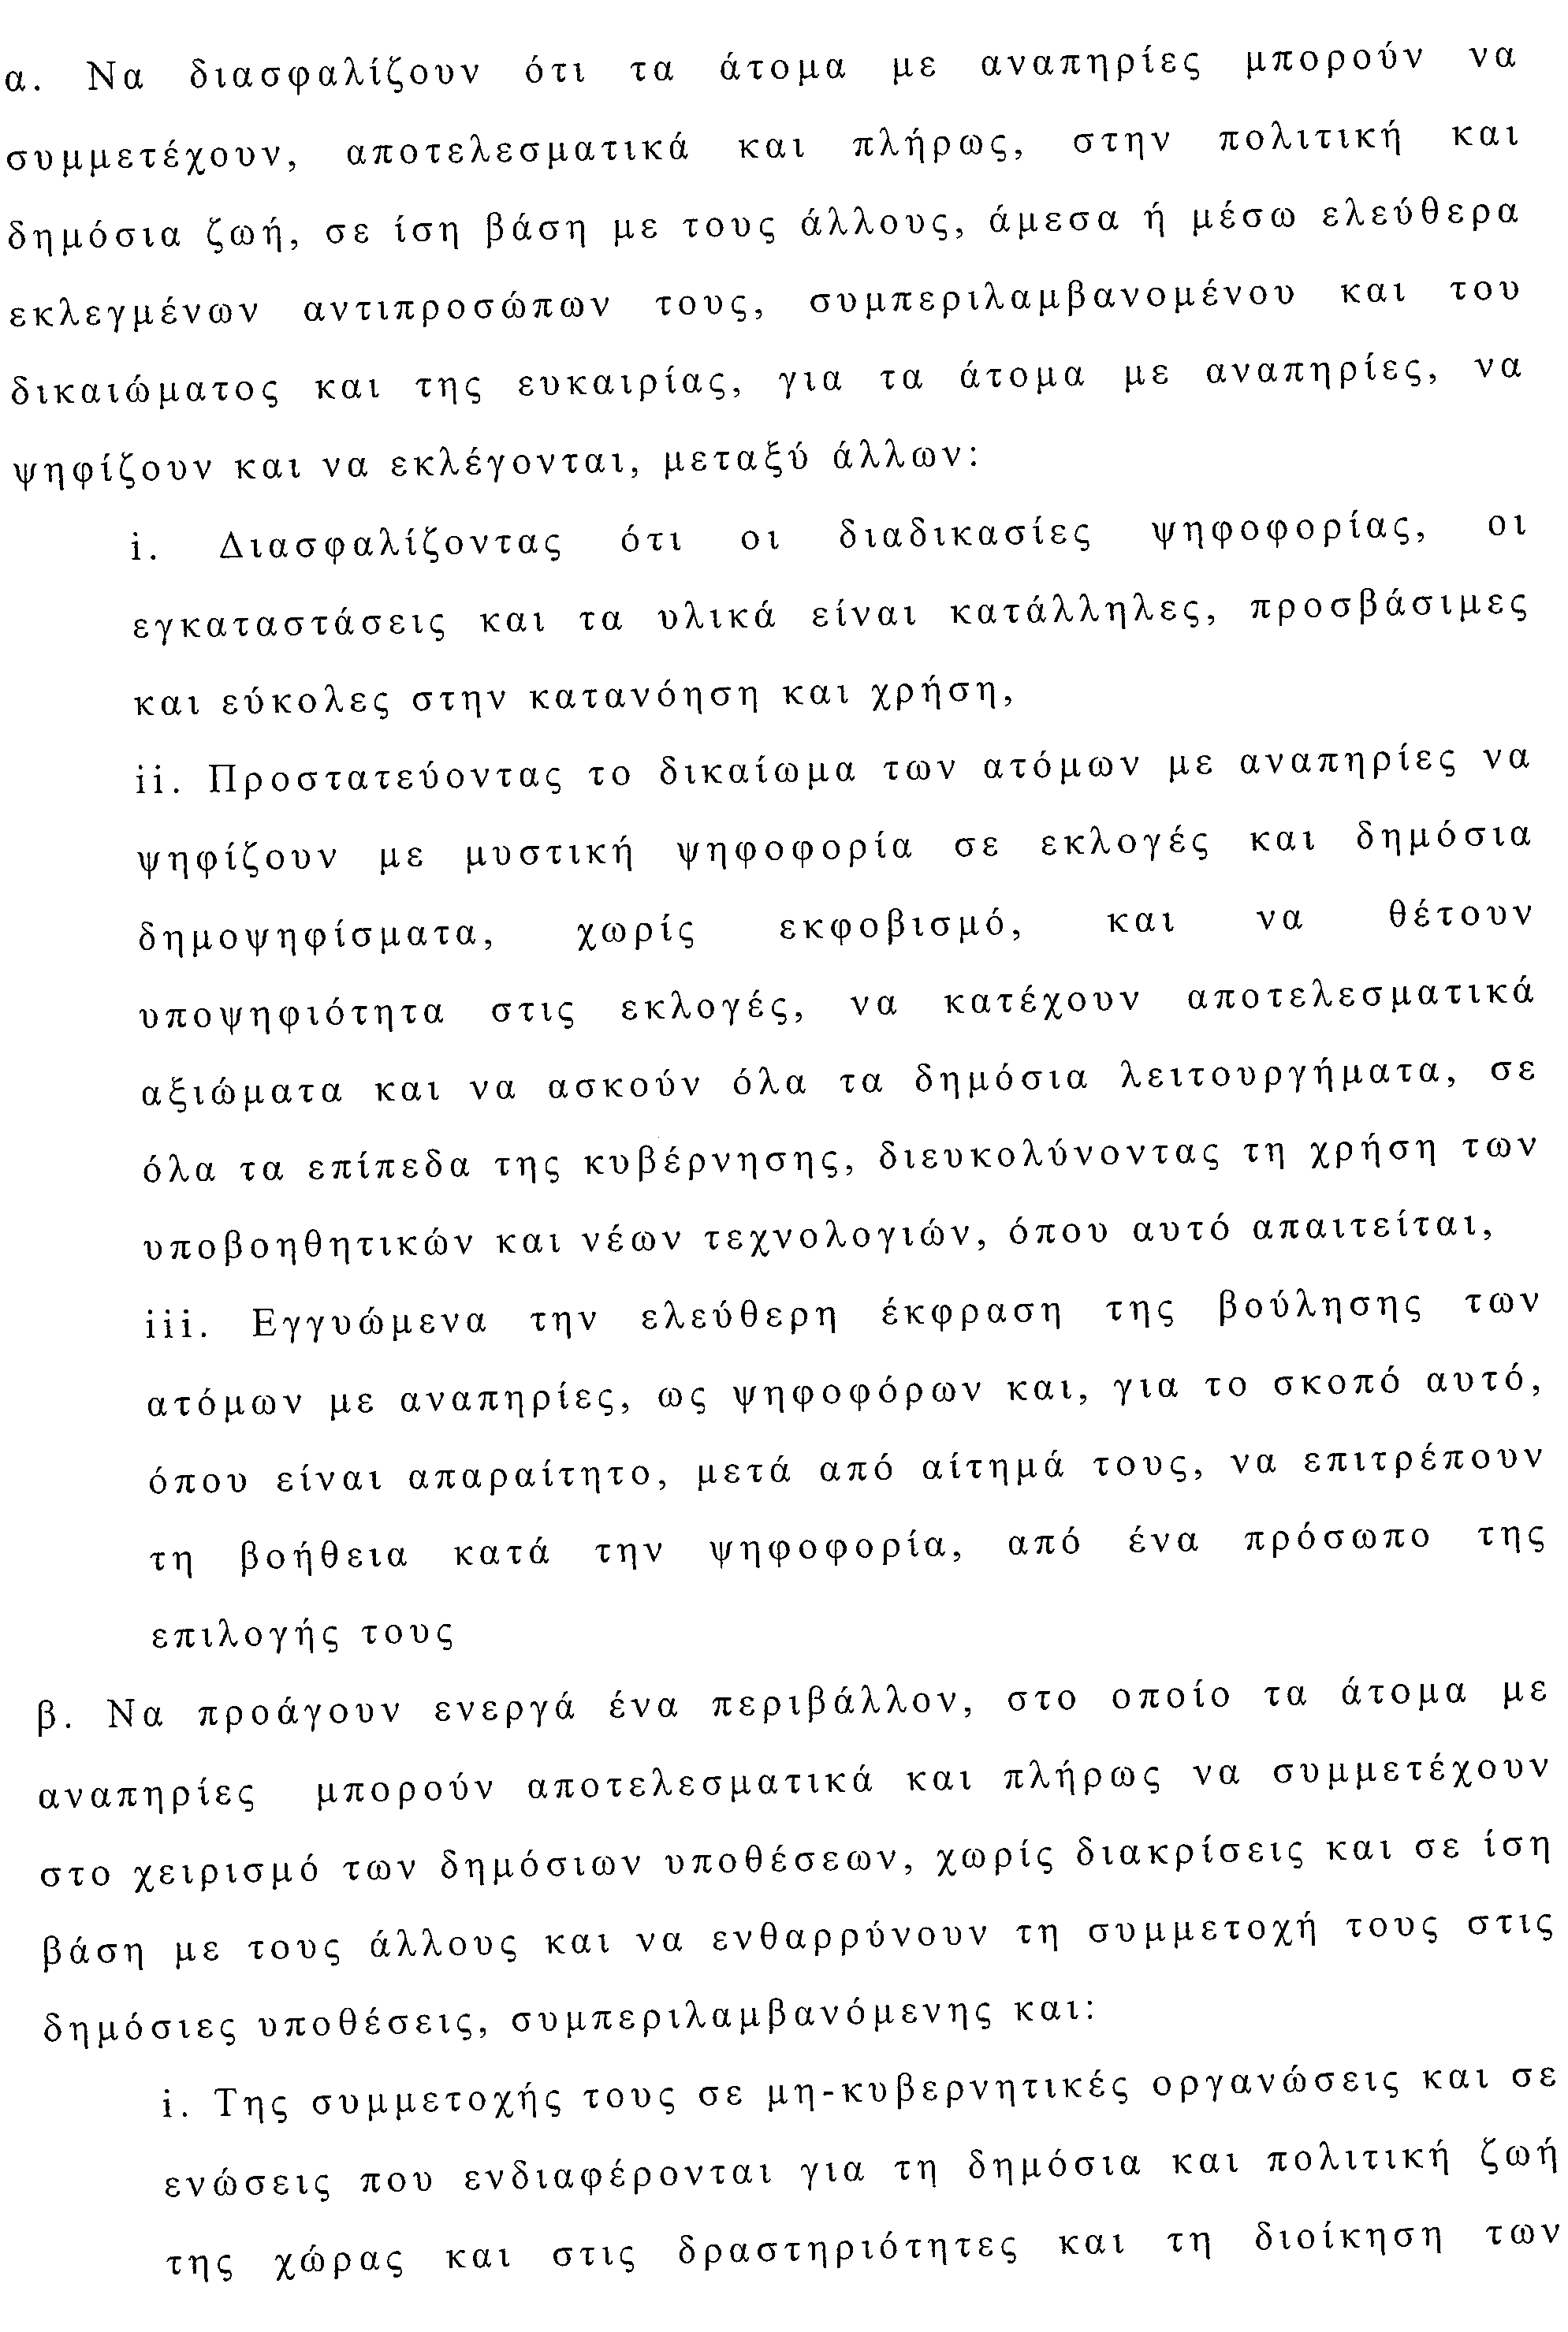 α. Να διασφαλίζουν ότι τα άτομα με αναπηρίες μπορούν να
συμμετέχουν, αποτελεσματικά και πλήρως, στην πολιτική και
δημόσια ζωή, σε ίση βάση με τους άλλους, άμεσα ή μέσω ελεύθερα
εκλεγμένων αντιπροσώπων τους, συμπεριλαμβανομένου και του
δικαιώματος και της ευκαιρίας, για τα άτομα με αναπηρίες, να
ψηφίζουν και να εκλέγονται, μεταξύ άλλων:
i. Διασφαλίζοντας ότι οι διαδικασίες ψηφοφορίας, οι
εγκαταστάσεις και τα υλικά είναι κατάλληλες, προσβάσιμες
και εύκολες στην κατανόηση και χρήση,
ii. Προστατεύοντας το δικαίωμα των ατόμων με αναπηρίες να
ψηφίζουν με μυστική ψηφοφορία σε εκλογές και δημόσια
δημοψηφίσματα, χωρίς εκφοβισμό, και να θέτουν
υποψηφιότητα στις εκλογές, να κατέχουν αποτελεσματικά
αξιώματα και να ασκούν όλα τα δημόσια λειτουργήματα, σε
όλα τα επίπεδα της κυβέρνησης, διευκολύνοντας τη χρήση των
υποβοηθητικών και νέων τεχνολογιών, όπου αυτό απαιτείται,
iii. Εγγυώμενα την ελεύθερη έκφραση της βούλησης των
ατόμων με αναπηρίες, ως ψηφοφόρων και, για το σκοπό αυτό,
όπου είναι απαραίτητο, μετά από αίτημά τους, να επιτρέπουν
τη βοήθεια κατά την ψηφοφορία, από ένα πρόσωπο της
επιλογής τους
β. Να προάγουν ενεργά ένα περιβάλλον, στο οποίο τα άτομα με
αναπηρίες μπορούν αποτελεσματικά και πλήρως να συμμετέχουν
στο χειρισμό των δημόσιων υποθέσεων, χωρίς διακρίσεις και σε ίση
βάση με τους άλλους και να ενθαρρύνουν τη συμμετοχή τους στις
δημόσιες υποθέσεις, συμπεριλαμβανόμενης και:
i. Της συμμετοχής τους σε μη-κυβερνητικές οργανώσεις και σε
ενώσεις που ενδιαφέρονται για τη δημόσια και πολιτική ζωή
της χώρας και στις δραστηριότητες και τη διοίκηση των